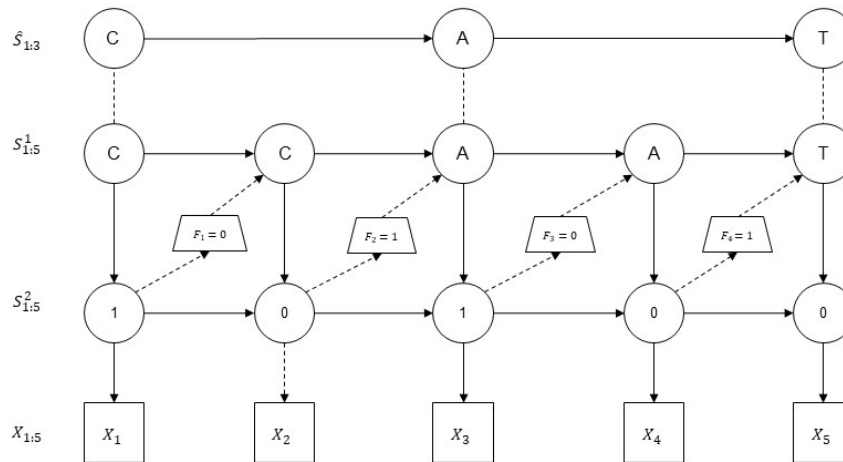 Ŝ₁:₃ C A T
S¹₁:₅ C C A A T
F₁ = 0 F₂ = 1 F₃ = 0 F₄ = 1
S²₁:₅ 1 0 1 0 0
X₁:₅ X₁ X₂ X₃ X₄ X₅